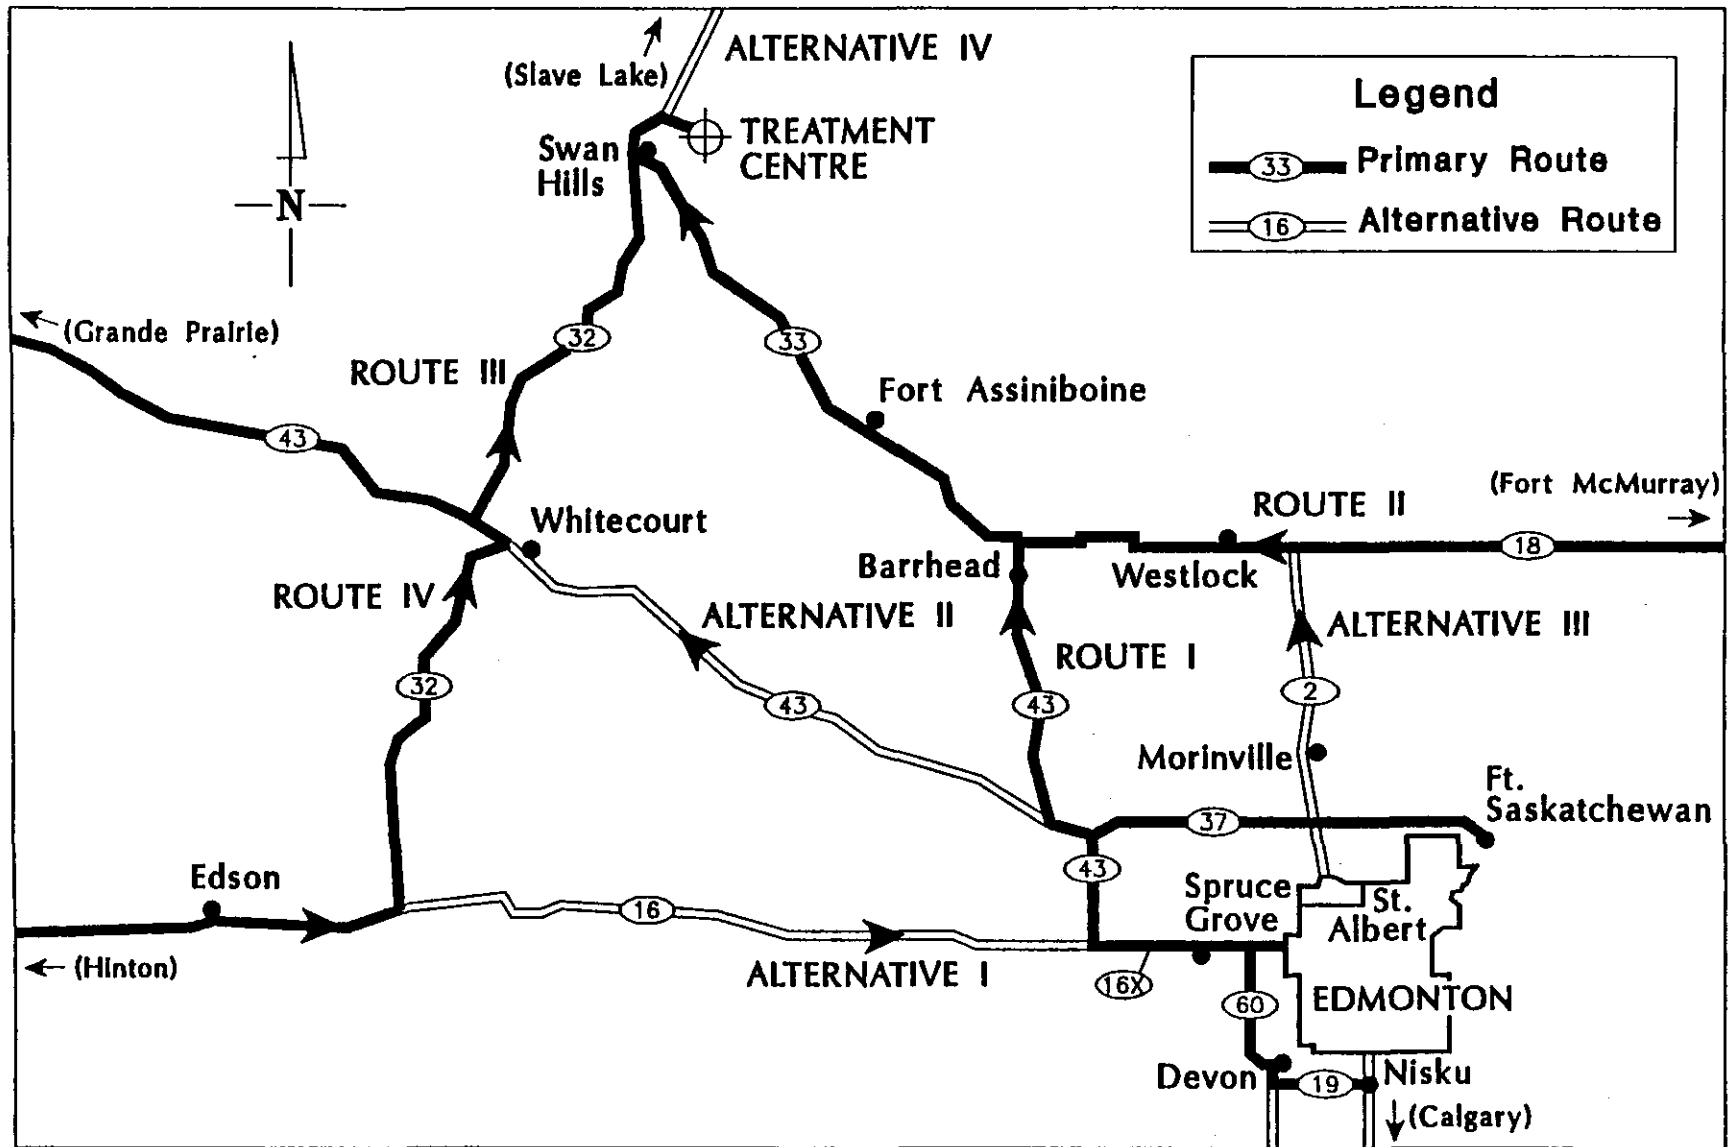 ALTERNATIVE IV
(Slave Lake)
TREATMENT
CENTRE
Swan
Hills
N
Legend
33 Primary Route
16 Alternative Route
(Grande Prairie)
32
33
ROUTE III
Fort Assiniboine
43
(Fort McMurray)
ROUTE II
Whitecourt
18
Barrhead
Westlock
ROUTE IV
ALTERNATIVE II
ALTERNATIVE III
ROUTE I
32
43
43
2
Morinville
Ft.
Saskatchewan
37
43
Edson
Spruce
Grove
St.
Albert
16
(Hinton)
ALTERNATIVE I
16X
60
EDMONTON
Devon
19
Nisku
(Calgary)